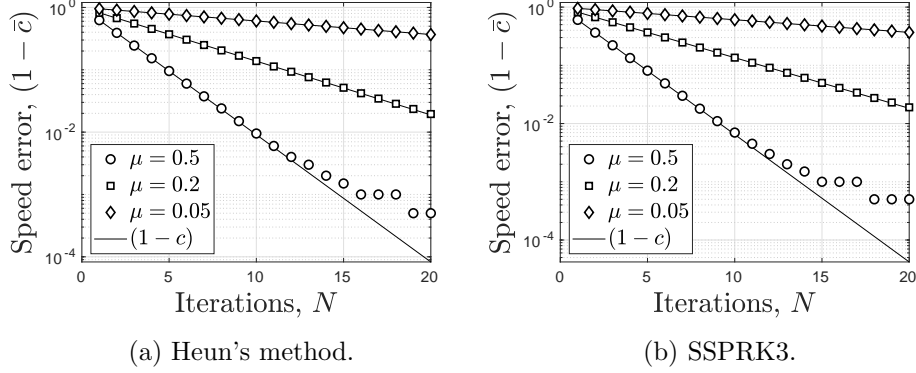 Speed error, (1 − c̄)
10^0
10^-2
10^-4
μ = 0.5
μ = 0.2
μ = 0.05
(1 − c)
0 5 10 15 20
Iterations, N
(a) Heun's method.
Speed error, (1 − c̄)
10^0
10^-2
10^-4
μ = 0.5
μ = 0.2
μ = 0.05
(1 − c)
0 5 10 15 20
Iterations, N
(b) SSPRK3.